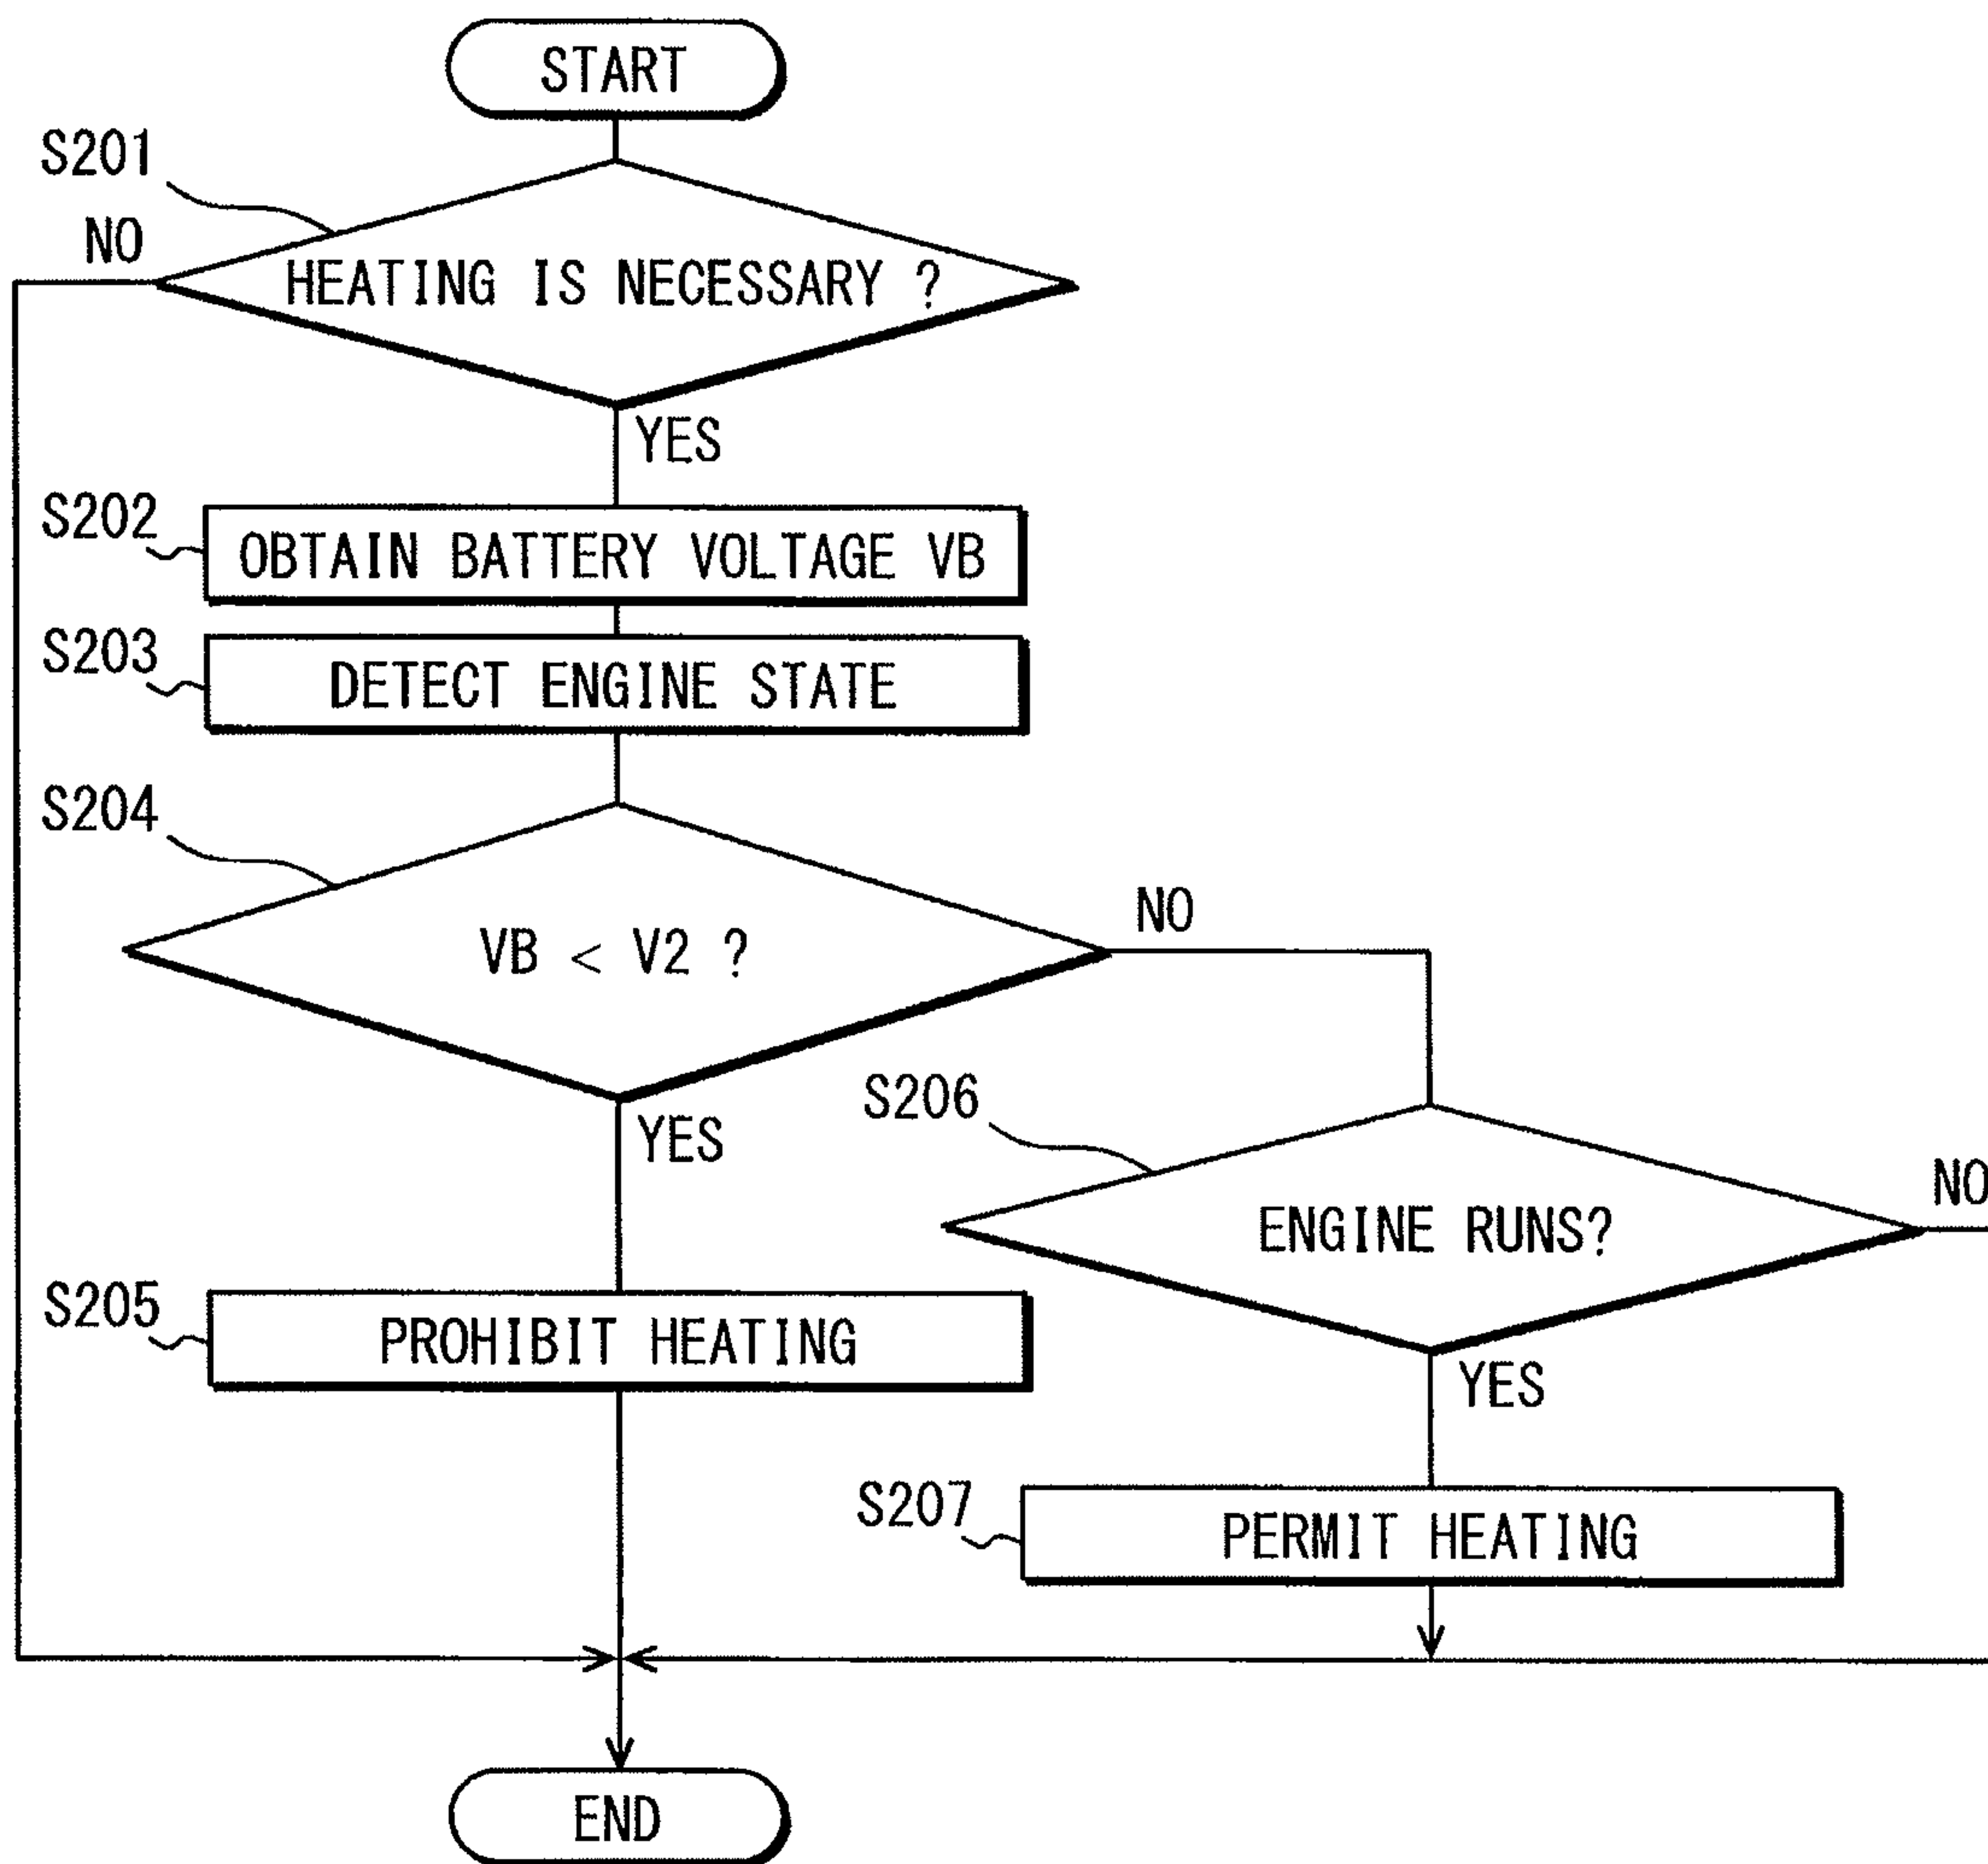 START
S201
NO
HEATING IS NECESSARY ?
YES
S202
OBTAIN BATTERY VOLTAGE VB
S203
DETECT ENGINE STATE
S204
NO
VB < V2 ?
YES
S206
NO
ENGINE RUNS?
S205
PROHIBIT HEATING
YES
S207
PERMIT HEATING
END